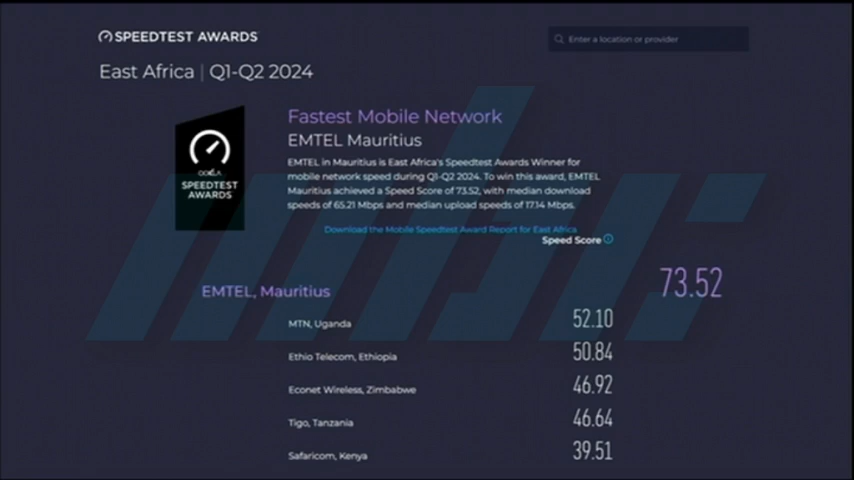 SPEEDTEST AWARDS
Enter a location or provider
East Africa | Q1-Q2 2024
Fastest Mobile Network
EMTEL Mauritius
EMTEL in Mauritius is East Africa's Speedtest Awards Winner for
mobile network speed during Q1-Q2 2024. To win this award, EMTEL
Mauritius achieved a Speed Score of 73.52, with median download
speeds of 65.21 Mbps and median upload speeds of 17.14 Mbps.
OOKLA
SPEEDTEST
AWARDS
Download the Mobile Speedtest Award Report for East Africa
Speed Score
EMTEL, Mauritius 73.52
MTN, Uganda 52.10
Ethio Telecom, Ethiopia 50.84
Econet Wireless, Zimbabwe 46.92
Tigo, Tanzania 46.64
Safaricom, Kenya 39.51
mbc